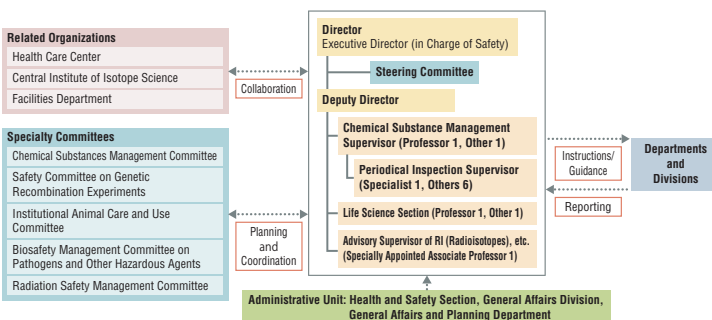 Related Organizations
Health Care Center
Central Institute of Isotope Science
Facilities Department
Specialty Committees
Chemical Substances Management Committee
Safety Committee on Genetic
Recombination Experiments
Institutional Animal Care and Use
Committee
Biosafety Management Committee on
Pathogens and Other Hazardous Agents
Radiation Safety Management Committee
Collaboration
Planning
and
Coordination
Director
Executive Director (in Charge of Safety)
Steering Committee
Deputy Director
Chemical Substance Management
Supervisor (Professor 1, Other 1)
Periodical Inspection Supervisor
(Specialist 1, Others 6)
Life Science Section (Professor 1, Other 1)
Advisory Supervisor of RI (Radioisotopes), etc.
(Specially Appointed Associate Professor 1)
Instructions/
Guidance
Reporting
Departments
and
Divisions
Administrative Unit: Health and Safety Section, General Affairs Division,
General Affairs and Planning Department